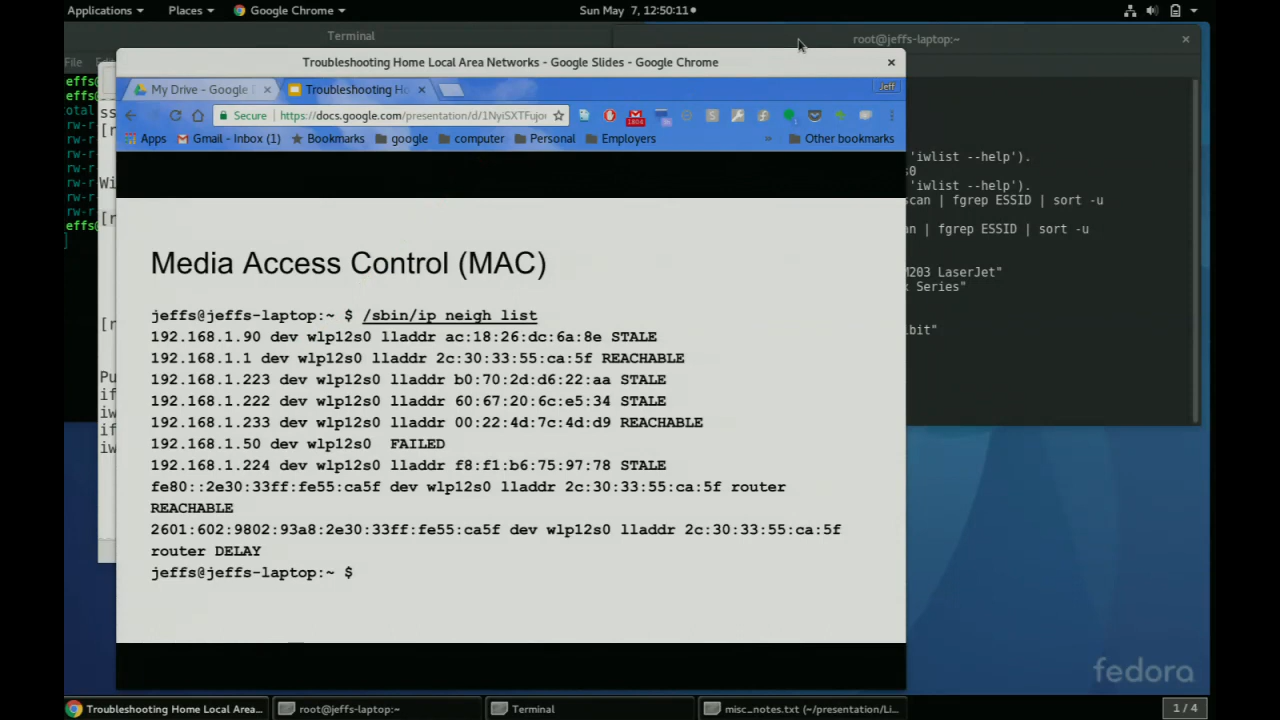 Applications Places Google Chrome Sun May 7, 12:50:11
Terminal root@jeffs-laptop:~
File
Troubleshooting Home Local Area Networks - Google Slides - Google Chrome
My Drive - Google Troubleshooting Ho Jeff
Secure https://docs.google.com/presentation/d/1NyiSXTFujo 1804
Apps Gmail - Inbox (1) Bookmarks google computer Personal Employers » Other bookmarks
Media Access Control (MAC)
jeffs@jeffs-laptop:~ $ /sbin/ip neigh list
192.168.1.90 dev wlp12s0 lladdr ac:18:26:dc:6a:8e STALE
192.168.1.1 dev wlp12s0 lladdr 2c:30:33:55:ca:5f REACHABLE
192.168.1.223 dev wlp12s0 lladdr b0:70:2d:d6:22:aa STALE
192.168.1.222 dev wlp12s0 lladdr 60:67:20:6c:e5:34 STALE
192.168.1.233 dev wlp12s0 lladdr 00:22:4d:7c:4d:d9 REACHABLE
192.168.1.50 dev wlp12s0 FAILED
192.168.1.224 dev wlp12s0 lladdr f8:f1:b6:75:97:78 STALE
fe80::2e30:33ff:fe55:ca5f dev wlp12s0 lladdr 2c:30:33:55:ca:5f router
REACHABLE
2601:602:9802:93a8:2e30:33ff:fe55:ca5f dev wlp12s0 lladdr 2c:30:33:55:ca:5f
router DELAY
jeffs@jeffs-laptop:~ $
'iwlist --help').
s0
'iwlist --help').
scan | fgrep ESSID | sort -u
an | fgrep ESSID | sort -u
M203 LaserJet"
x Series"
bit"
fedora
Troubleshooting Home Local Area... root@jeffs-laptop:~ Terminal misc_notes.txt (~/presentation/Li... 1 / 4